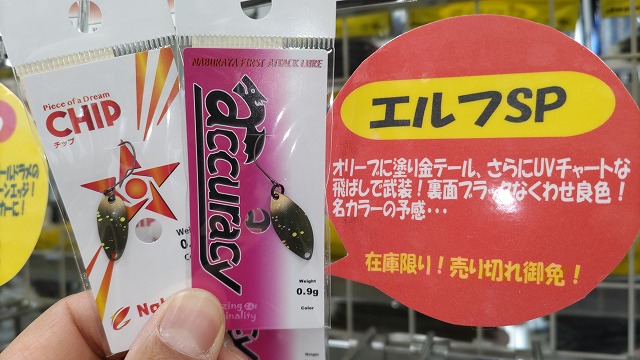 Piece of a Dream
CHIP
チップ
NABURAYA FIRST ATTACK LURE
accuracy
Weight
0.9g
Color
エルフSP
オリーブに塗り金テール、さらにUVチャートな
飛ばしで武装！裏面ブラックなくわせ良色！
名カラーの予感・・・
在庫限り！売り切れ御免！